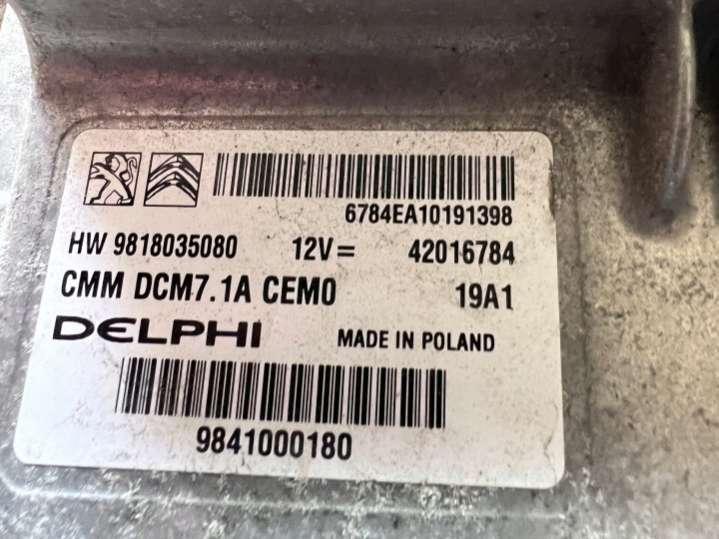 6784EA10191398
HW 9818035080 12V= 42016784
CMM DCM7.1A CEM0 19A1
DELPHI MADE IN POLAND
9841000180